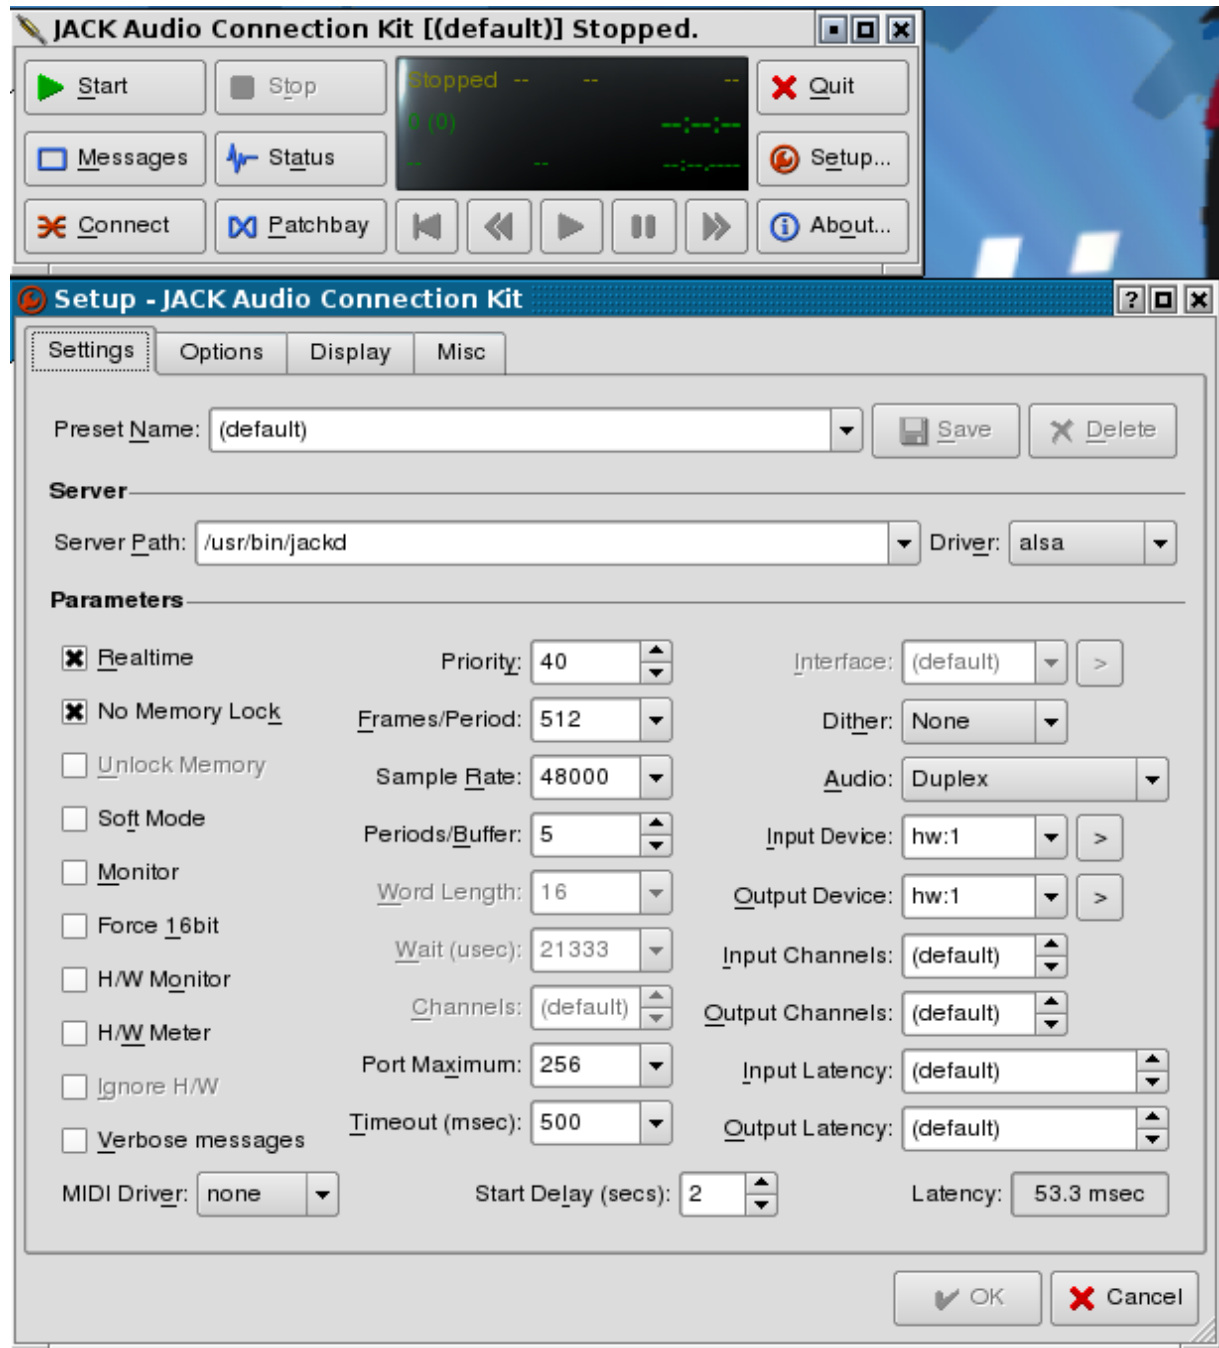 JACK Audio Connection Kit [(default)] Stopped.
Start Stop Stopped -- -- -- Quit
0 (0) --:--:--
Messages Status -- -- --:--.---- Setup...
Connect Patchbay About...
Setup - JACK Audio Connection Kit ?
Settings Options Display Misc
Preset Name: (default) Save Delete
Server
Server Path: /usr/bin/jackd Driver: alsa
Parameters
Realtime Priority: 40 Interface: (default) >
No Memory Lock Frames/Period: 512 Dither: None
Unlock Memory Sample Rate: 48000 Audio: Duplex
Soft Mode Periods/Buffer: 5 Input Device: hw:1 >
Monitor Word Length: 16 Output Device: hw:1 >
Force 16bit Wait (usec): 21333 Input Channels: (default)
H/W Monitor Channels: (default) Output Channels: (default)
H/W Meter Port Maximum: 256 Input Latency: (default)
Ignore H/W
Verbose messages Timeout (msec): 500 Output Latency: (default)
MIDI Driver: none Start Delay (secs): 2 Latency: 53.3 msec
OK Cancel